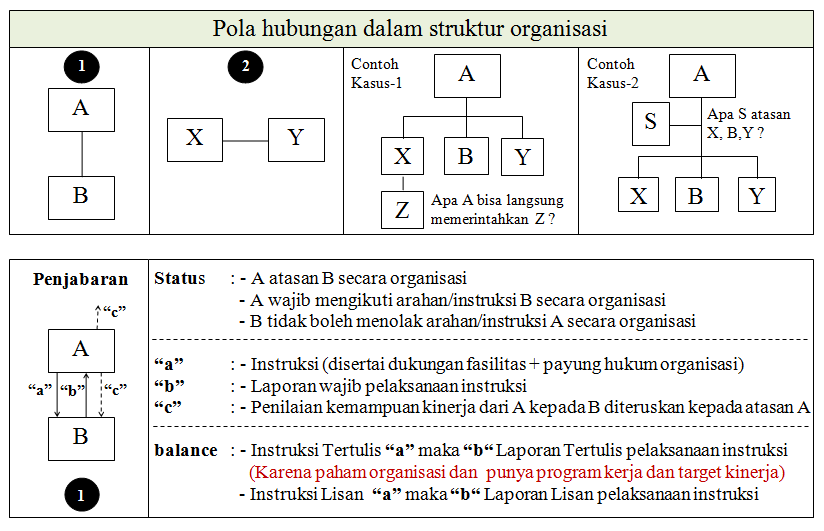 Pola hubungan dalam struktur organisasi
1
A
B
2
X
Y
Contoh
Kasus-1
A
X
B
Y
Z
Apa A bisa langsung
memerintahkan Z ?
Contoh
Kasus-2
A
S
Apa S atasan
X, B,Y ?
X
B
Y
Penjabaran
“c”
A
“a”
“b”
“c”
B
1
Status : - A atasan B secara organisasi
- A wajib mengikuti arahan/instruksi B secara organisasi
- B tidak boleh menolak arahan/instruksi A secara organisasi
“a” : - Instruksi (disertai dukungan fasilitas + payung hukum organisasi)
“b” : - Laporan wajib pelaksanaan instruksi
“c” : - Penilaian kemampuan kinerja dari A kepada B diteruskan kepada atasan A
balance : - Instruksi Tertulis “a” maka “b“ Laporan Tertulis pelaksanaan instruksi
(Karena paham organisasi dan punya program kerja dan target kinerja)
- Instruksi Lisan “a” maka “b“ Laporan Lisan pelaksanaan instruksi